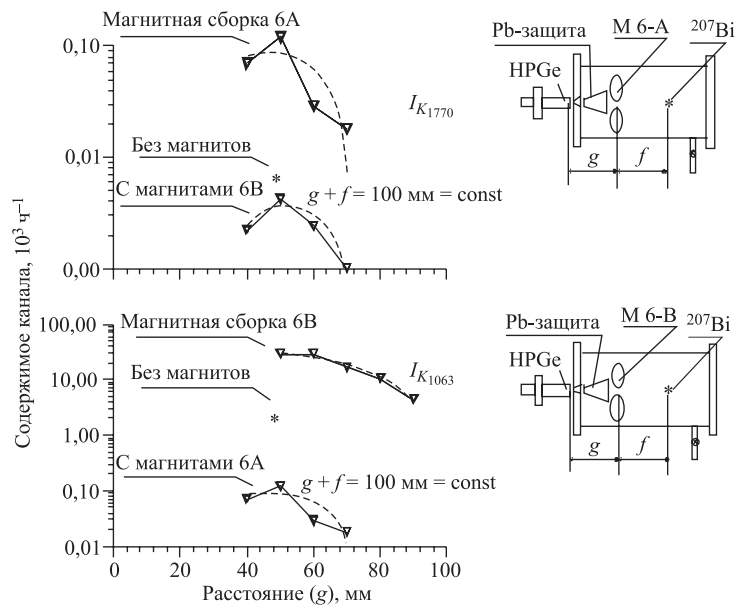 Содержимое канала, 10³ ч⁻¹
Магнитная сборка 6А
0,10
I_{K_{1770}}
0,01
Без магнитов
*
С магнитами 6В
g + f = 100 мм = const
0,00
Pb-защита
М 6-А
²⁰⁷Bi
HPGe
*
g
f
100,00
Магнитная сборка 6В
10,00
I_{K_{1063}}
Без магнитов
*
1,00
С магнитами 6А
g + f = 100 мм = const
0,10
0,01
0 20 40 60 80 100
Расстояние (g), мм
Pb-защита
М 6-В
²⁰⁷Bi
HPGe
*
g
f